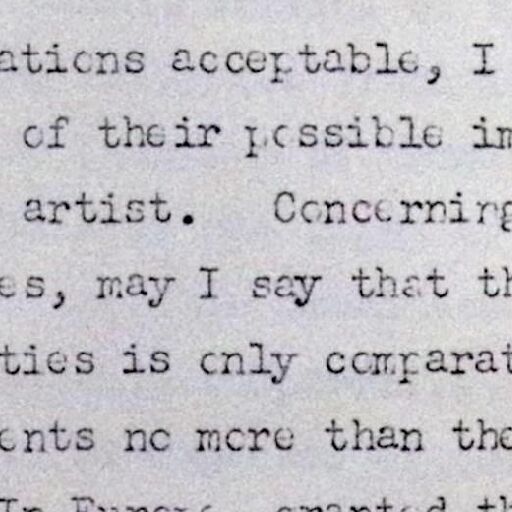 ations acceptable, I
of their possible im
artist. Concerning
es, may I say that th
ties is only comparat
ents no more than the
In Europe, granted th